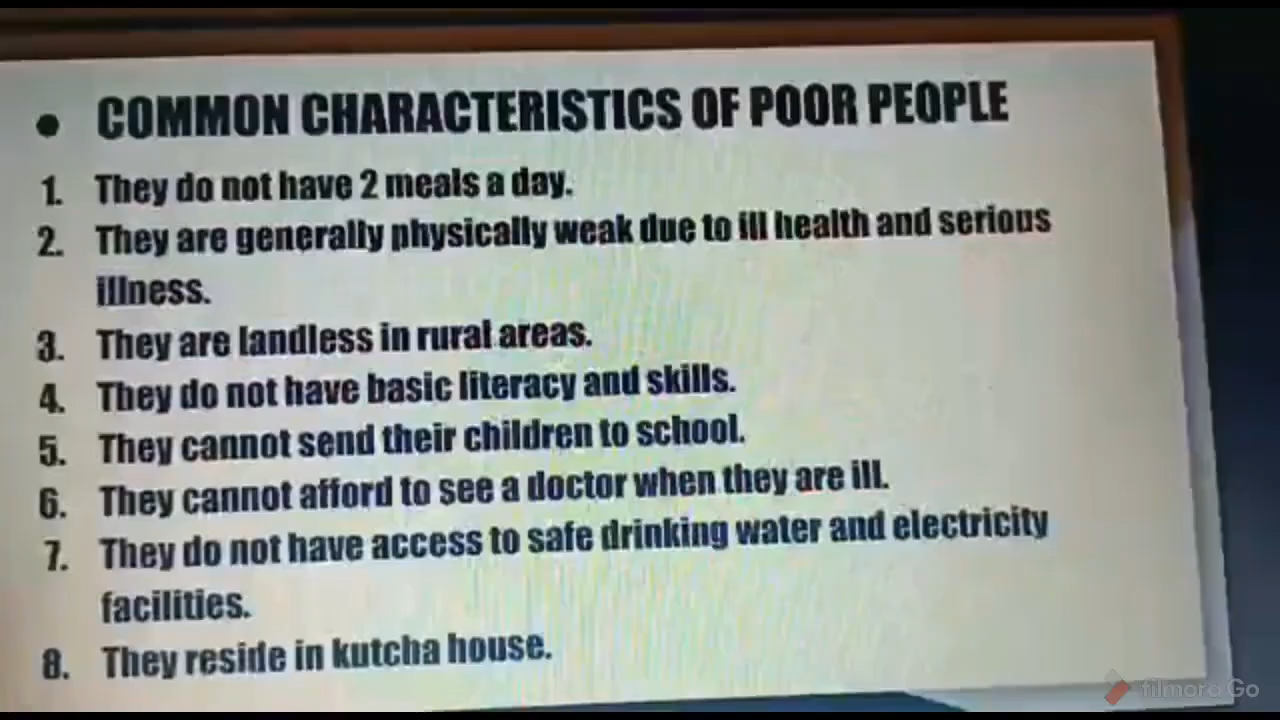 • COMMON CHARACTERISTICS OF POOR PEOPLE
1. They do not have 2 meals a day.
2. They are generally physically weak due to ill health and serious
illness.
3. They are landless in rural areas.
4. They do not have basic literacy and skills.
5. They cannot send their children to school.
6. They cannot afford to see a doctor when they are ill.
7. They do not have access to safe drinking water and electricity
facilities.
8. They reside in kutcha house.
filmora Go